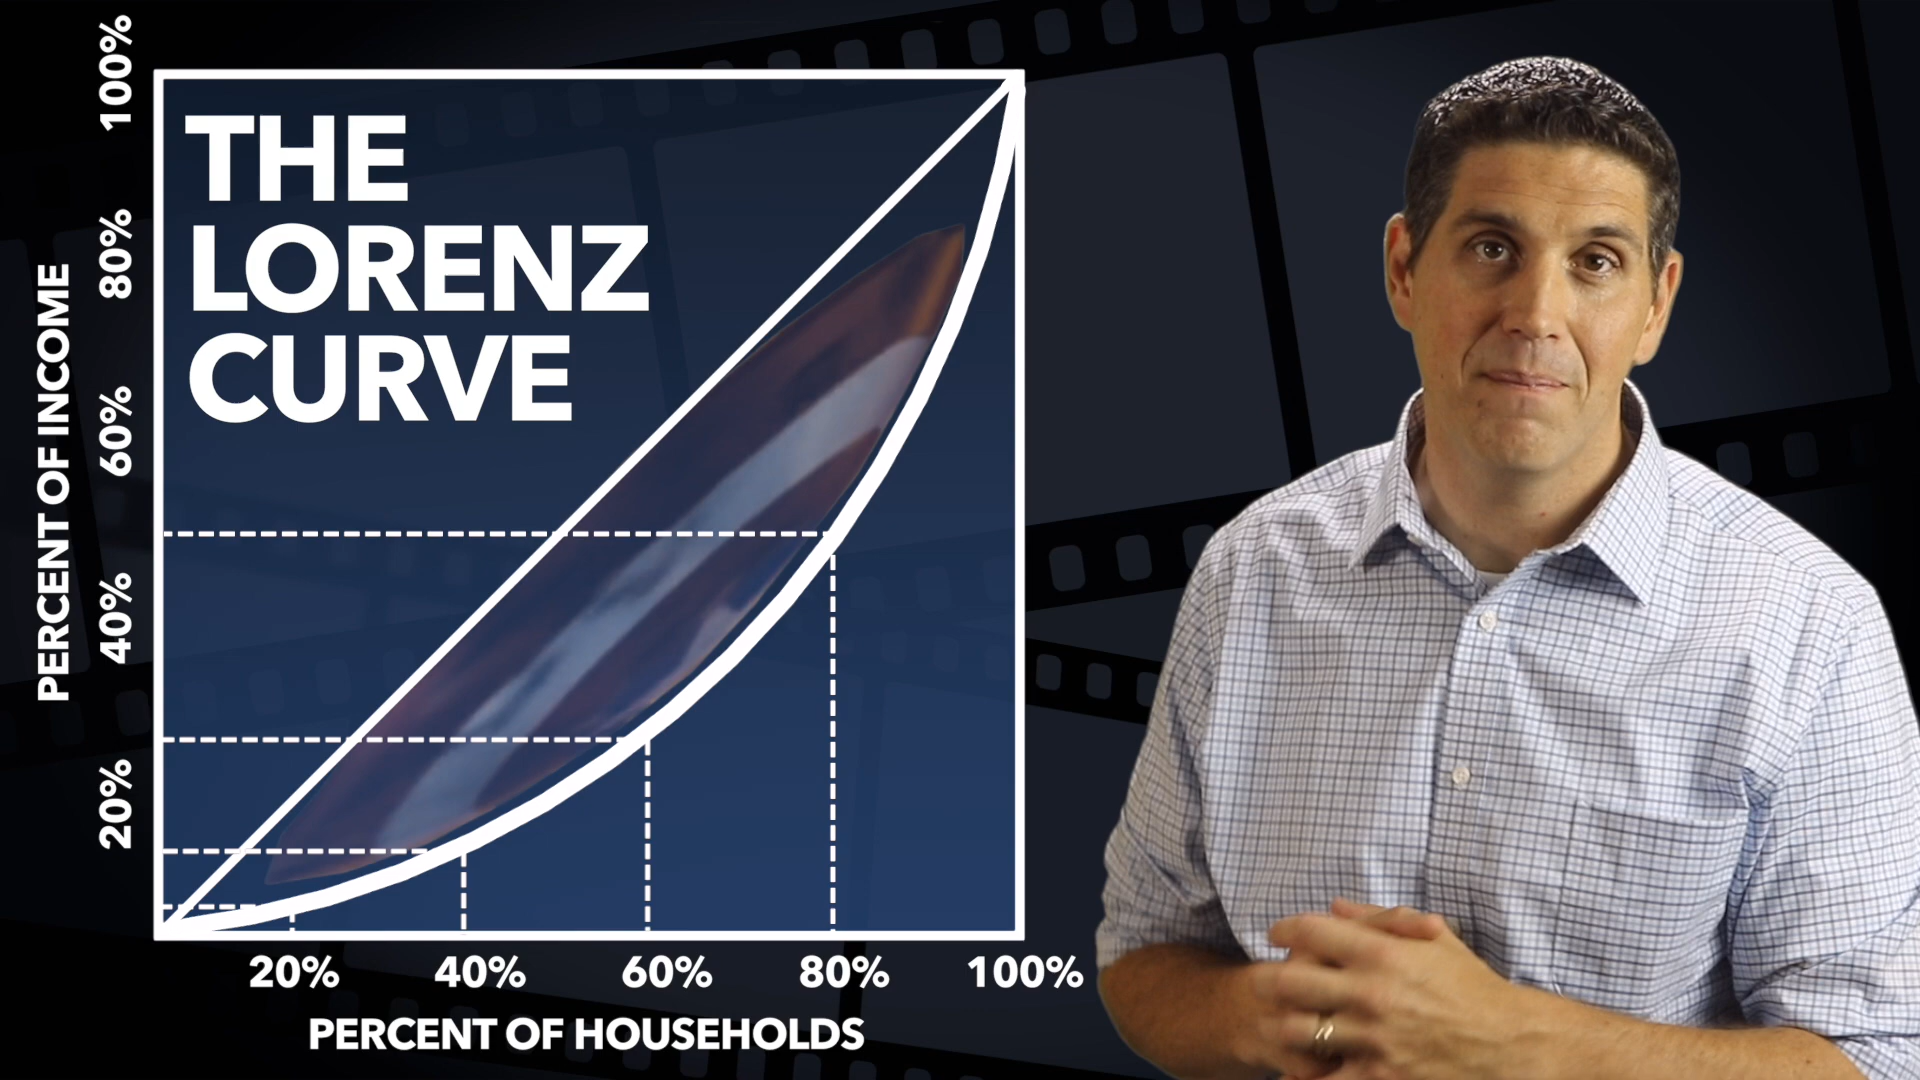 THE
LORENZ
CURVE
PERCENT OF INCOME
100%
80%
60%
40%
20%
20% 40% 60% 80% 100%
PERCENT OF HOUSEHOLDS